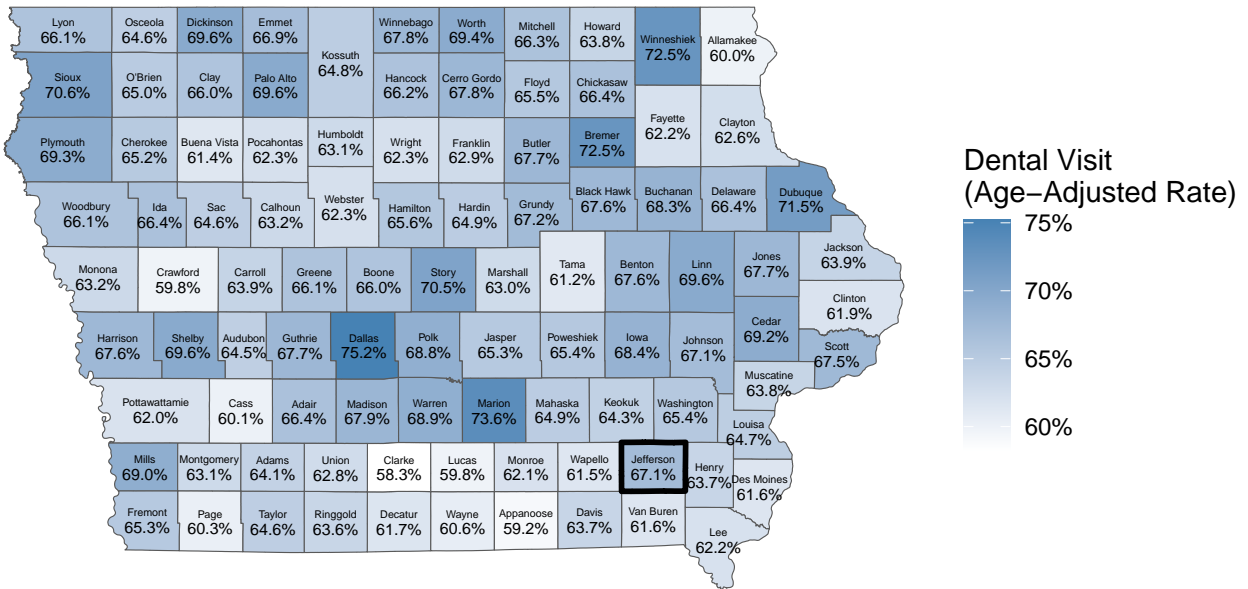 Lyon
66.1%
Osceola
64.6%
Dickinson
69.6%
Emmet
66.9%
Kossuth
64.8%
Winnebago
67.8%
Worth
69.4%
Mitchell
66.3%
Howard
63.8%
Winneshiek
72.5%
Allamakee
60.0%
Sioux
70.6%
O'Brien
65.0%
Clay
66.0%
Palo Alto
69.6%
Hancock
66.2%
Cerro Gordo
67.8%
Floyd
65.5%
Chickasaw
66.4%
Fayette
62.2%
Clayton
62.6%
Plymouth
69.3%
Cherokee
65.2%
Buena Vista
61.4%
Pocahontas
62.3%
Humboldt
63.1%
Wright
62.3%
Franklin
62.9%
Butler
67.7%
Bremer
72.5%
Woodbury
66.1%
Ida
66.4%
Sac
64.6%
Calhoun
63.2%
Webster
62.3%
Hamilton
65.6%
Hardin
64.9%
Grundy
67.2%
Black Hawk
67.6%
Buchanan
68.3%
Delaware
66.4%
Dubuque
71.5%
Monona
63.2%
Crawford
59.8%
Carroll
63.9%
Greene
66.1%
Boone
66.0%
Story
70.5%
Marshall
63.0%
Tama
61.2%
Benton
67.6%
Linn
69.6%
Jones
67.7%
Jackson
63.9%
Clinton
61.9%
Harrison
67.6%
Shelby
69.6%
Audubon
64.5%
Guthrie
67.7%
Dallas
75.2%
Polk
68.8%
Jasper
65.3%
Poweshiek
65.4%
Iowa
68.4%
Johnson
67.1%
Cedar
69.2%
Scott
67.5%
Muscatine
63.8%
Pottawattamie
62.0%
Cass
60.1%
Adair
66.4%
Madison
67.9%
Warren
68.9%
Marion
73.6%
Mahaska
64.9%
Keokuk
64.3%
Washington
65.4%
Louisa
64.7%
Mills
69.0%
Montgomery
63.1%
Adams
64.1%
Union
62.8%
Clarke
58.3%
Lucas
59.8%
Monroe
62.1%
Wapello
61.5%
Jefferson
67.1%
Henry
63.7%
Des Moines
61.6%
Fremont
65.3%
Page
60.3%
Taylor
64.6%
Ringgold
63.6%
Decatur
61.7%
Wayne
60.6%
Appanoose
59.2%
Davis
63.7%
Van Buren
61.6%
Lee
62.2%
Dental Visit
(Age−Adjusted Rate)
75%
70%
65%
60%